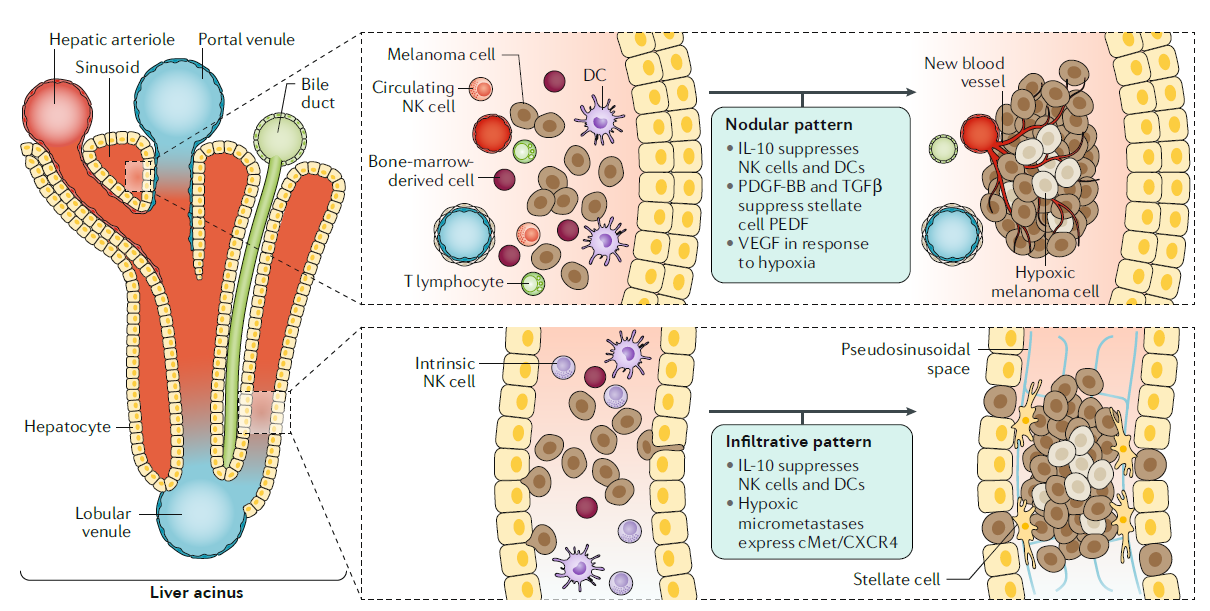 Hepatic arteriole
Portal venule
Sinusoid
Bile
duct
Hepatocyte
Lobular
venule
Liver acinus
Melanoma cell
DC
Circulating
NK cell
Bone-marrow-
derived cell
T lymphocyte
Nodular pattern
• IL-10 suppresses
NK cells and DCs
• PDGF-BB and TGFβ
suppress stellate
cell PEDF
• VEGF in response
to hypoxia
New blood
vessel
Hypoxic
melanoma cell
Intrinsic
NK cell
Infiltrative pattern
• IL-10 suppresses
NK cells and DCs
• Hypoxic
micrometastases
express cMet/CXCR4
Pseudosinusoidal
space
Stellate cell